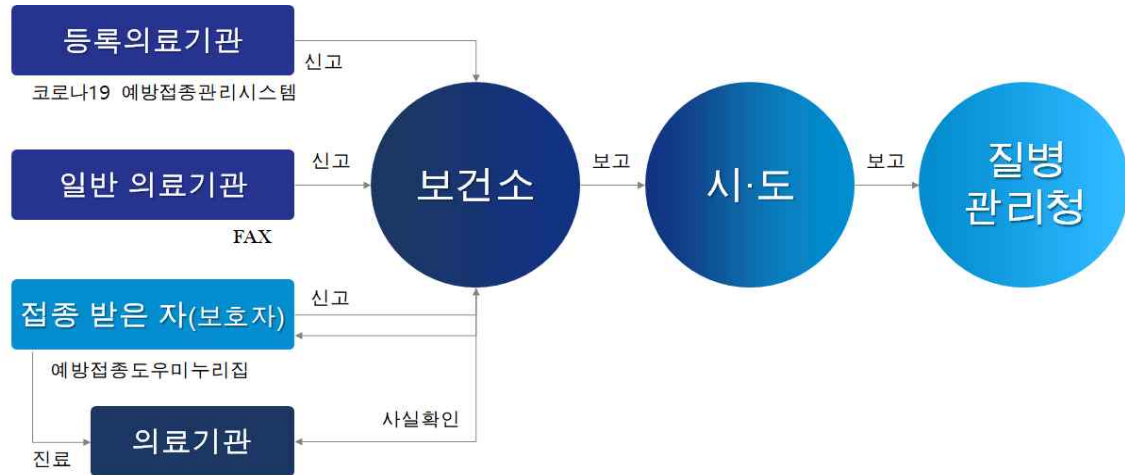 등록의료기관
신고
코로나19 예방접종관리시스템
일반 의료기관
신고
FAX
보건소
보고
시·도
보고
질병
관리청
접종 받은 자(보호자)
신고
예방접종도우미누리집
사실확인
의료기관
진료